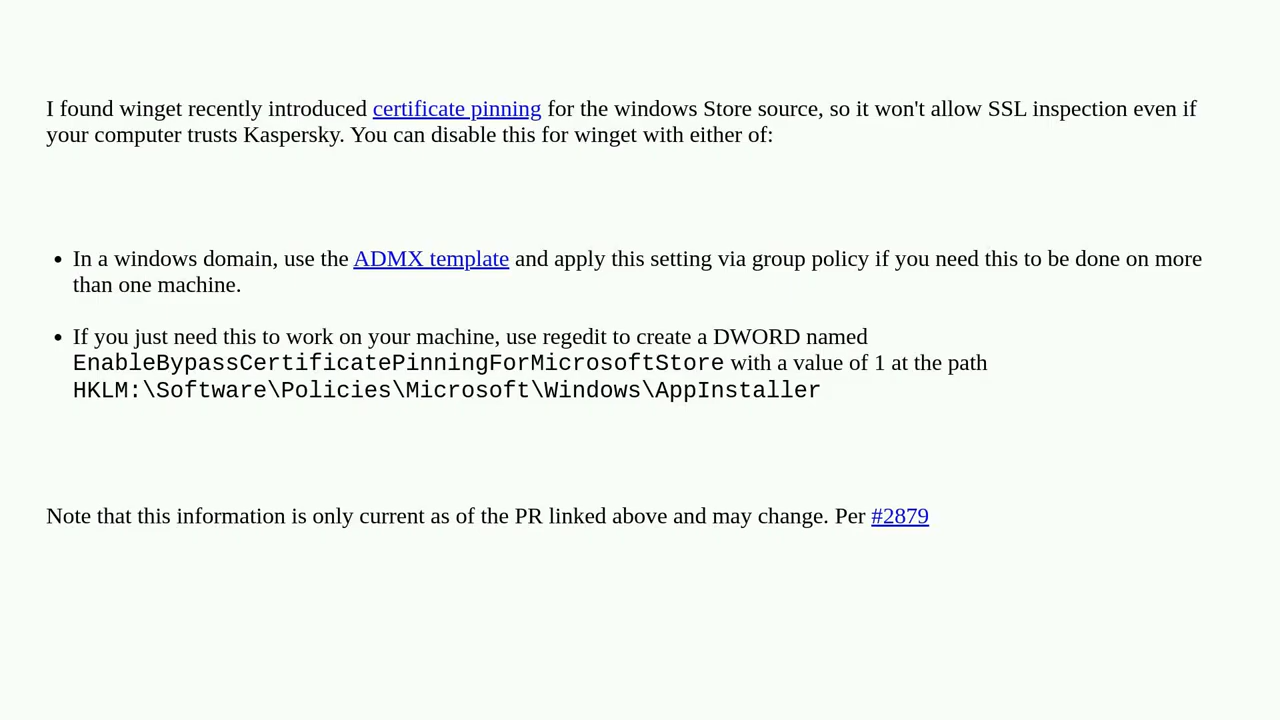 I found winget recently introduced certificate pinning for the windows Store source, so it won't allow SSL inspection even if
your computer trusts Kaspersky. You can disable this for winget with either of:
• In a windows domain, use the ADMX template and apply this setting via group policy if you need this to be done on more
than one machine.
• If you just need this to work on your machine, use regedit to create a DWORD named
EnableBypassCertificatePinningForMicrosoftStore with a value of 1 at the path
HKLM:\Software\Policies\Microsoft\Windows\AppInstaller
Note that this information is only current as of the PR linked above and may change. Per #2879